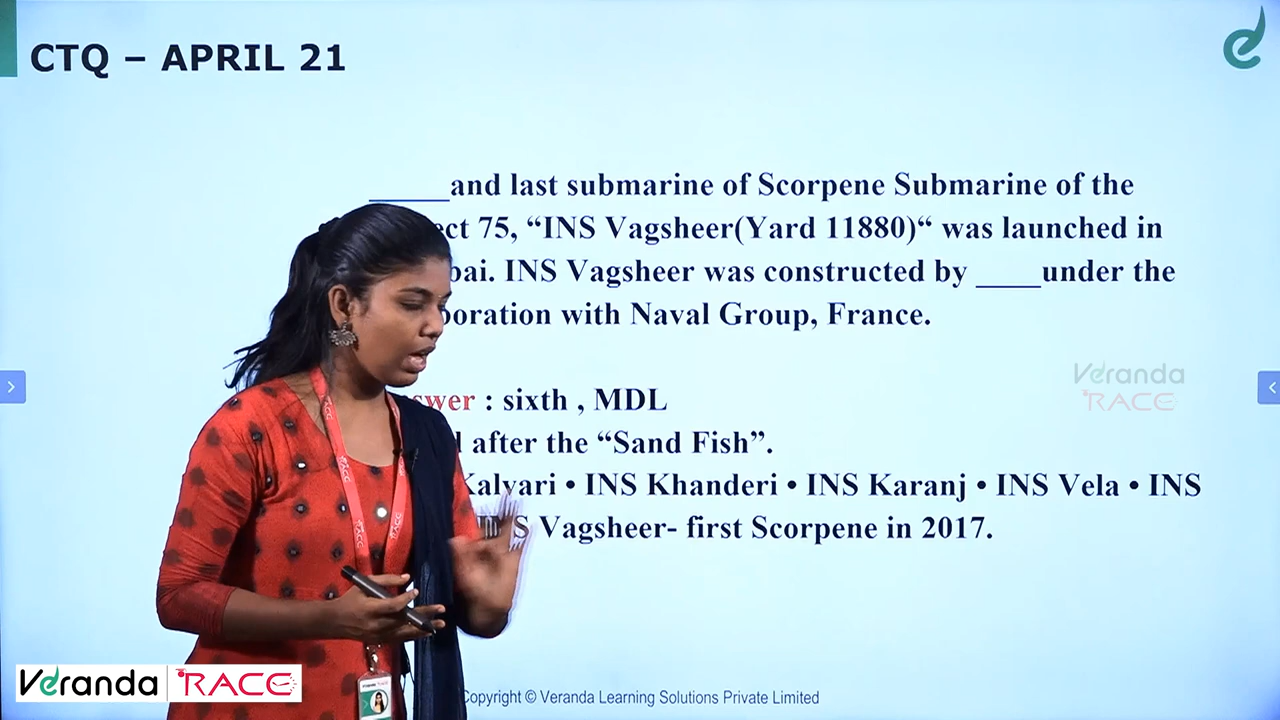 CTQ – APRIL 21
_____and last submarine of Scorpene Submarine of the
ect 75, “INS Vagsheer(Yard 11880)“ was launched in
bai. INS Vagsheer was constructed by ____under the
boration with Naval Group, France.
Veranda
RACE
swer : sixth , MDL
after the “Sand Fish”.
Kalvari • INS Khanderi • INS Karanj • INS Vela • INS
Vagsheer- first Scorpene in 2017.
Veranda RACE
Copyright © Veranda Learning Solutions Private Limited